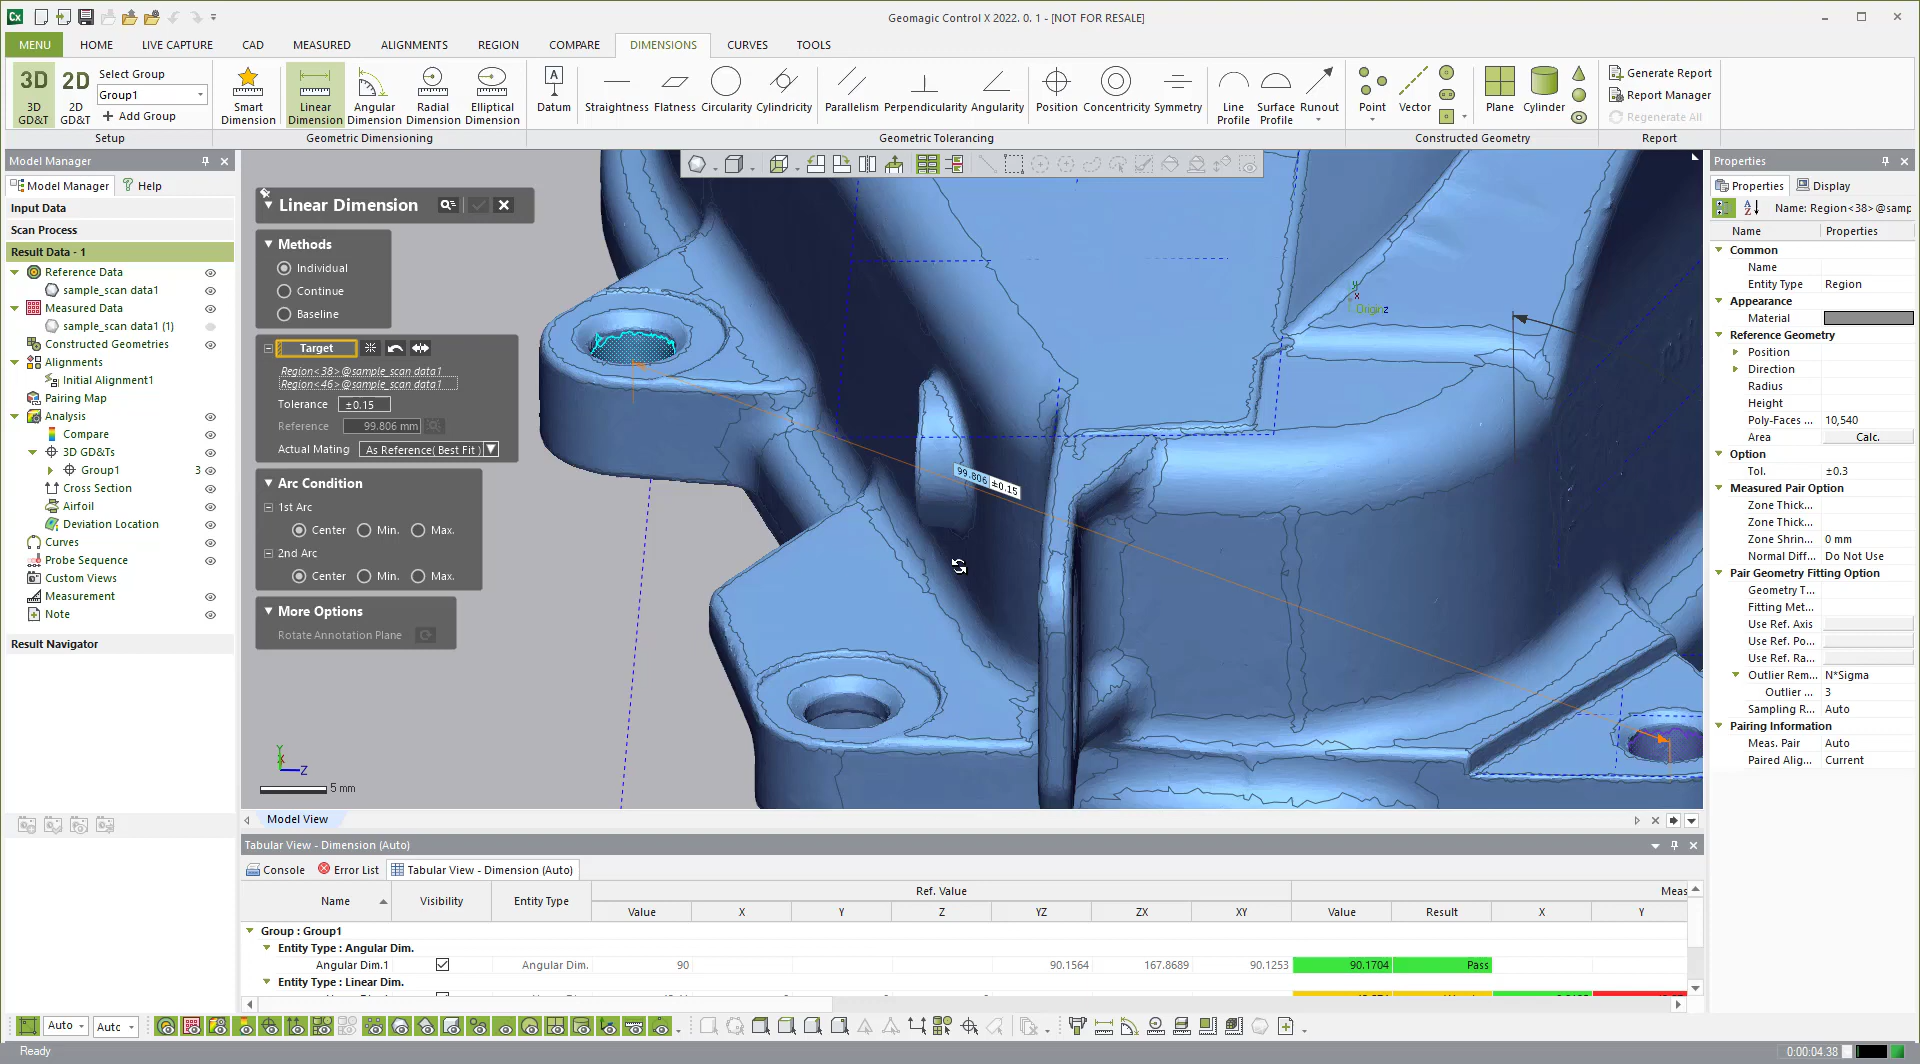 Geomagic Control X 2022. 0. 1 - [NOT FOR RESALE]
MENU HOME LIVE CAPTURE CAD MEASURED ALIGNMENTS REGION COMPARE DIMENSIONS CURVES TOOLS
3D GD&T
2D GD&T
Select Group
Group1
Add Group
Setup
Smart Dimension
Linear Dimension
Angular Dimension
Radial Dimension
Elliptical Dimension
Geometric Dimensioning
Datum
Straightness Flatness Circularity Cylindricity Parallelism Perpendicularity Angularity Position Concentricity Symmetry
Line Profile
Surface Profile
Runout
Geometric Tolerancing
Point Vector Plane Cylinder
Constructed Geometry
Generate Report
Report Manager
Regenerate All
Report
Model Manager
Model Manager Help
Input Data
Scan Process
Result Data - 1
Reference Data
sample_scan data1
Measured Data
sample_scan data1 (1)
Constructed Geometries
Alignments
Initial Alignment1
Pairing Map
Analysis
Compare
3D GD&Ts
Group1 3
Cross Section
Airfoil
Deviation Location
Curves
Probe Sequence
Custom Views
Measurement
Note
Result Navigator
Linear Dimension
Methods
Individual
Continue
Baseline
Target
Region<38>@sample_scan data1
Region<46>@sample_scan data1
Tolerance ±0.15
Reference 99.806 mm
Actual Mating As Reference( Best Fit )
Arc Condition
1st Arc
Center Min. Max.
2nd Arc
Center Min. Max.
More Options
Rotate Annotation Plane
99.806 ±0.15
y
x
Origin z
Y
X
Z
5 mm
Model View
Properties
Properties Display
Name: Region<38>@samp
Name Properties
Common
Name
Entity Type Region
Appearance
Material
Reference Geometry
Position
Direction
Radius
Height
Poly-Faces ... 10,540
Area Calc.
Option
Tol. ±0.3
Measured Pair Option
Zone Thick...
Zone Thick...
Zone Shrin... 0 mm
Normal Diff... Do Not Use
Pair Geometry Fitting Option
Geometry T...
Fitting Met...
Use Ref. Axis
Use Ref. Po...
Use Ref. Ra...
Outlier Rem... N*Sigma
Outlier ... 3
Sampling R... Auto
Pairing Information
Meas. Pair Auto
Paired Alig... Current
Tabular View - Dimension (Auto)
Console Error List Tabular View - Dimension (Auto)
Name Visibility Entity Type Ref. Value Meas
Value X Y Z YZ ZX XY Value Result X Y
Group : Group1
Entity Type : Angular Dim.
Angular Dim.1 Angular Dim. 90 90.1564 167.8689 90.1253 90.1704 Pass
Entity Type : Linear Dim.
Auto Auto
Ready
0:00:04.38